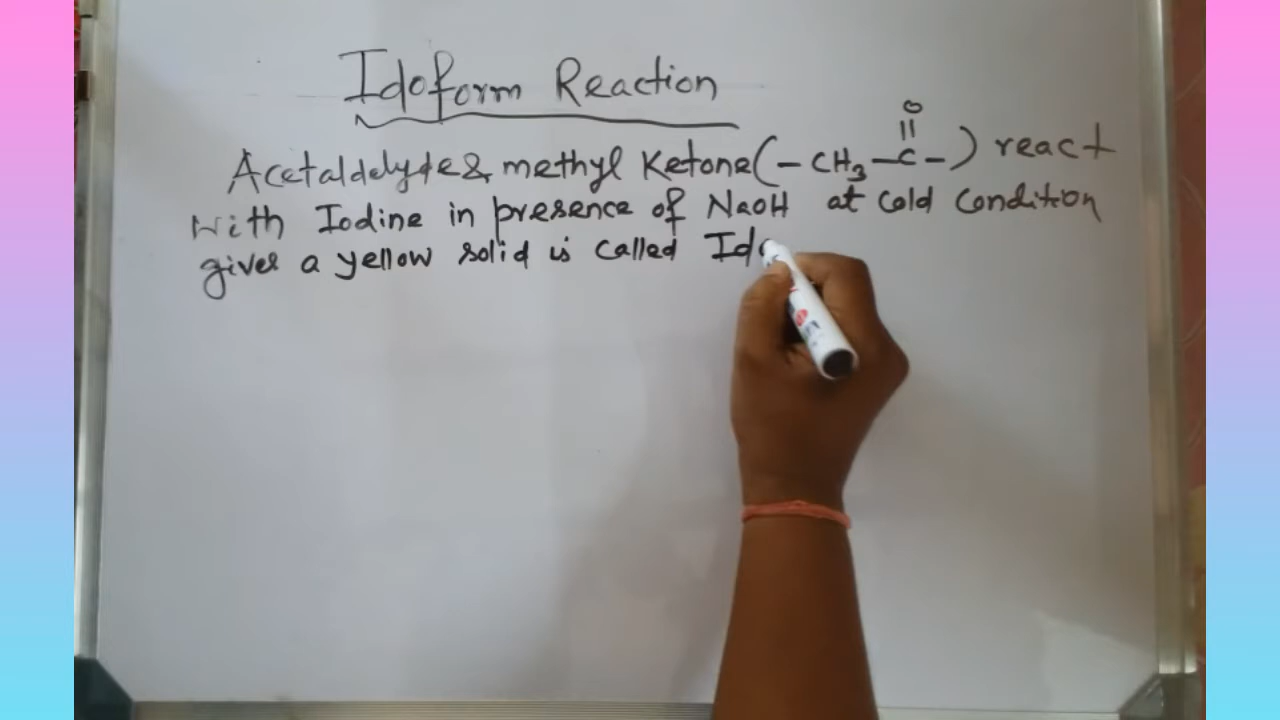 Idoform Reaction
Acetaldelyde & methyl Ketone (-CH3-C-) react
O
with Iodine in presence of NaOH at Cold Condition
gives a yellow solid is called Ido